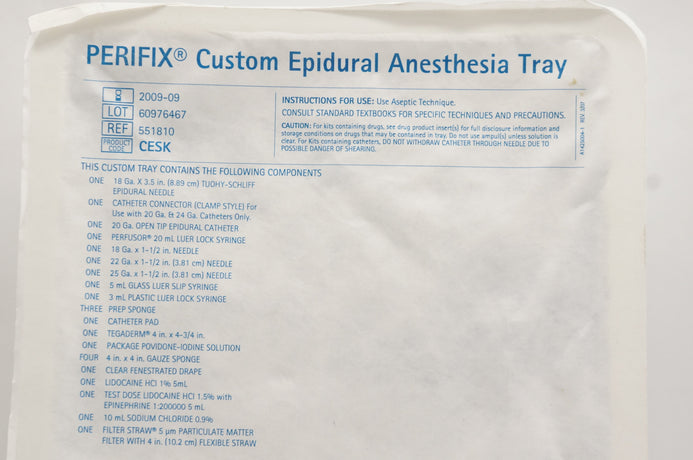 PERIFIX® Custom Epidural Anesthesia Tray
2009-09
LOT 60976467
REF 551810
PRODUCT CODE CESK
INSTRUCTIONS FOR USE: Use Aseptic Technique.
CONSULT STANDARD TEXTBOOKS FOR SPECIFIC TECHNIQUES AND PRECAUTIONS.
CAUTION: For kits containing drugs, see drug product insert(s) for full disclosure information and
storage conditions on drugs that may be contained in tray. Do not use ampul(s) unless solution is
clear. For Kits containing catheters, DO NOT WITHDRAW CATHETER THROUGH NEEDLE DUE TO
POSSIBLE DANGER OF SHEARING.
THIS CUSTOM TRAY CONTAINS THE FOLLOWING COMPONENTS
ONE 18 Ga. X 3.5 in. (8.89 cm) TUOHY-SCHLIFF
EPIDURAL NEEDLE
ONE CATHETER CONNECTOR (CLAMP STYLE) For
Use with 20 Ga. & 24 Ga. Catheters Only.
ONE 20 Ga. OPEN TIP EPIDURAL CATHETER
ONE PERFUSOR® 20 mL LUER LOCK SYRINGE
ONE 18 Ga. x 1-1/2 in. NEEDLE
ONE 22 Ga. x 1-1/2 in. (3.81 cm) NEEDLE
ONE 25 Ga. x 1-1/2 in. (3.81 cm) NEEDLE
ONE 5 mL GLASS LUER SLIP SYRINGE
ONE 3 mL PLASTIC LUER LOCK SYRINGE
THREE PREP SPONGE
ONE CATHETER PAD
ONE TEGADERM® 4 in. x 4-3/4 in.
ONE PACKAGE POVIDONE-IODINE SOLUTION
FOUR 4 in. x 4 in. GAUZE SPONGE
ONE CLEAR FENESTRATED DRAPE
ONE LIDOCAINE HCl 1% 5mL
ONE TEST DOSE LIDOCAINE HCl 1.5% with
EPINEPHRINE 1:200000 5 mL
ONE 10 mL SODIUM CHLORIDE 0.9%
ONE FILTER STRAW® 5 µm PARTICULATE MATTER
FILTER WITH 4 in. (10.2 cm) FLEXIBLE STRAW